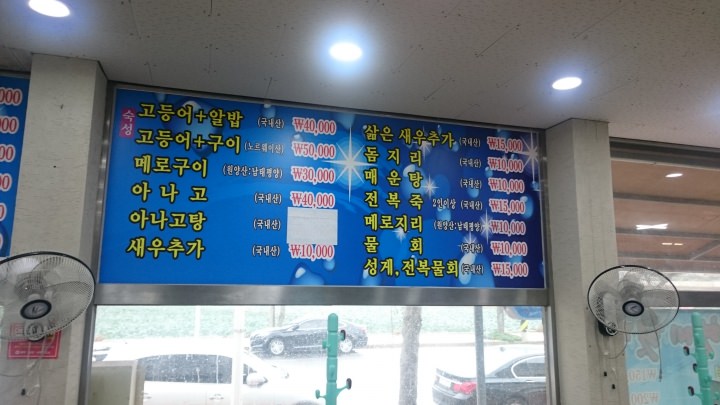 숙성 고등어+알밥 (국내산) ₩40,000
고등어+구이 (노르웨이산) ₩50,000
메로구이 (원양산:남태평양) ₩30,000
아나고 (국내산) ₩40,000
아나고탕 (국내산)
새우추가 (국내산) ₩10,000
삶은 새우추가 (국내산) ₩15,000
돔지리 (국내산) ₩10,000
매운탕 (국내산) ₩10,000
전복죽 2인이상 (국내산) ₩15,000
메로지리 (원양산:남태평양) ₩10,000
물회 (국내산) ₩10,000
성게,전복물회 (국내산) ₩15,000